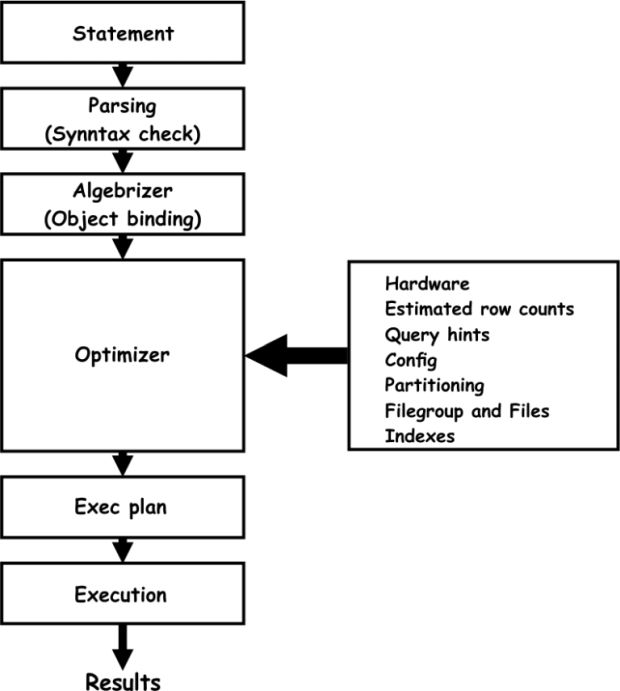 Statement
Parsing
(Synntax check)
Algebrizer
(Object binding)
Optimizer
Hardware
Estimated row counts
Query hints
Config
Partitioning
Filegroup and Files
Indexes
Exec plan
Execution
Results